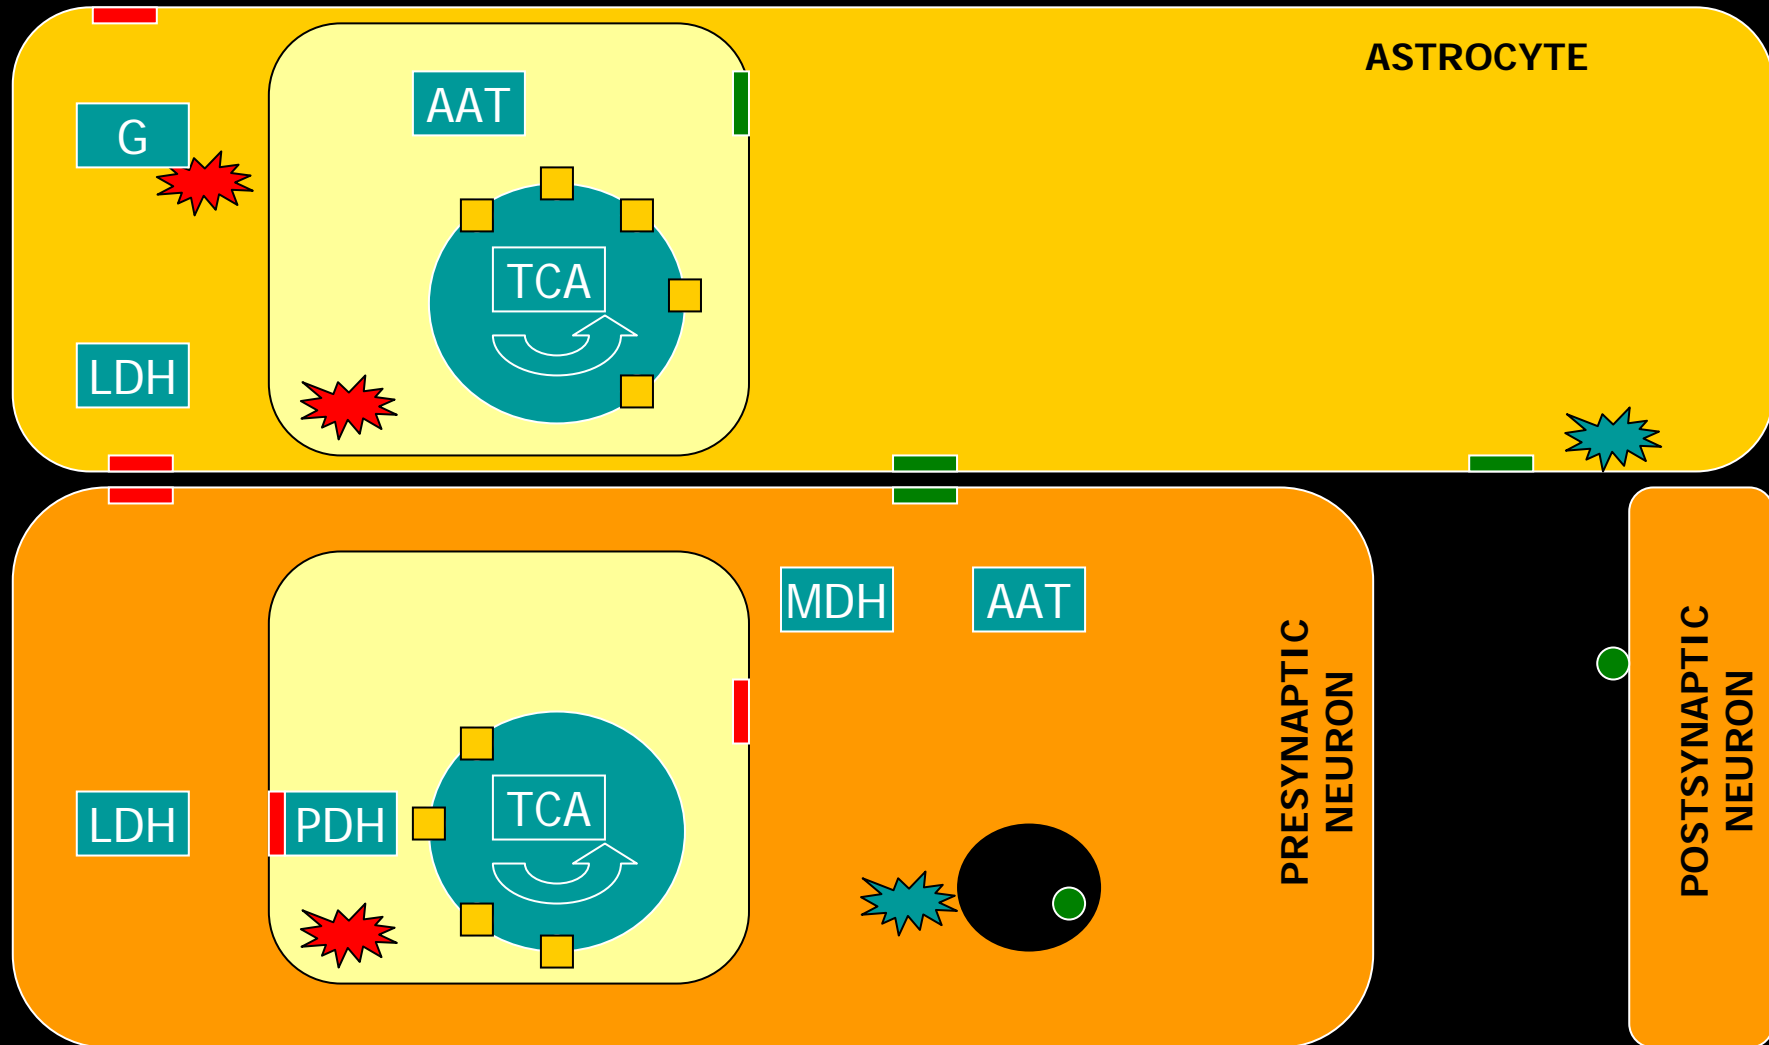 ASTROCYTE
AAT
G
TCA
LDH
MDH
AAT
PRESYNAPTIC
NEURON
POSTSYNAPTIC
NEURON
TCA
LDH
PDH